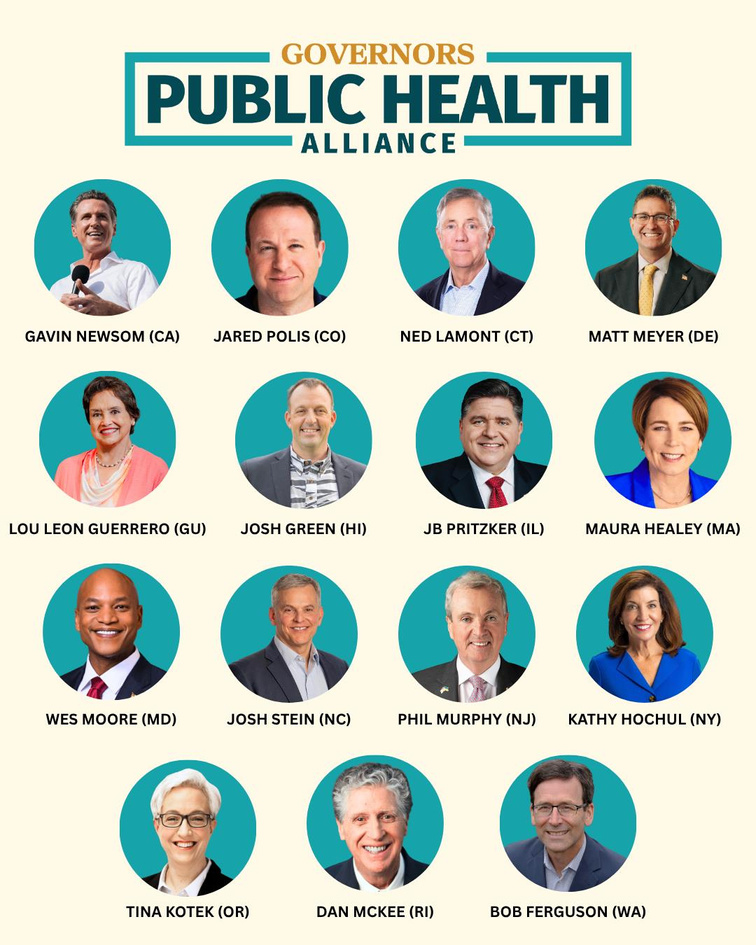 GOVERNORS
PUBLIC HEALTH
ALLIANCE
GAVIN NEWSOM (CA)
JARED POLIS (CO)
NED LAMONT (CT)
MATT MEYER (DE)
LOU LEON GUERRERO (GU)
JOSH GREEN (HI)
JB PRITZKER (IL)
MAURA HEALEY (MA)
WES MOORE (MD)
JOSH STEIN (NC)
PHIL MURPHY (NJ)
KATHY HOCHUL (NY)
TINA KOTEK (OR)
DAN MCKEE (RI)
BOB FERGUSON (WA)